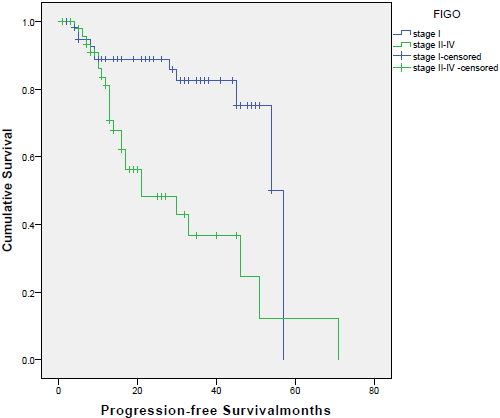 FIGO
stage I
stage II-IV
stage I-censored
stage II-IV -censored
Cumulative Survival
1.0
0.8
0.6
0.4
0.2
0.0
0 20 40 60 80
Progression-free Survivalmonths